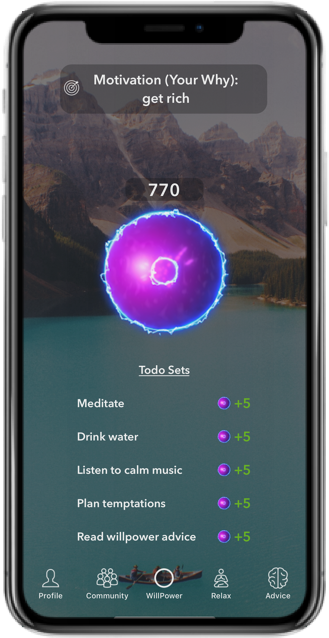 Motivation (Your Why):
get rich
770
Todo Sets
Meditate +5
Drink water +5
Listen to calm music +5
Plan temptations +5
Read willpower advice +5
Profile Community WillPower Relax Advice